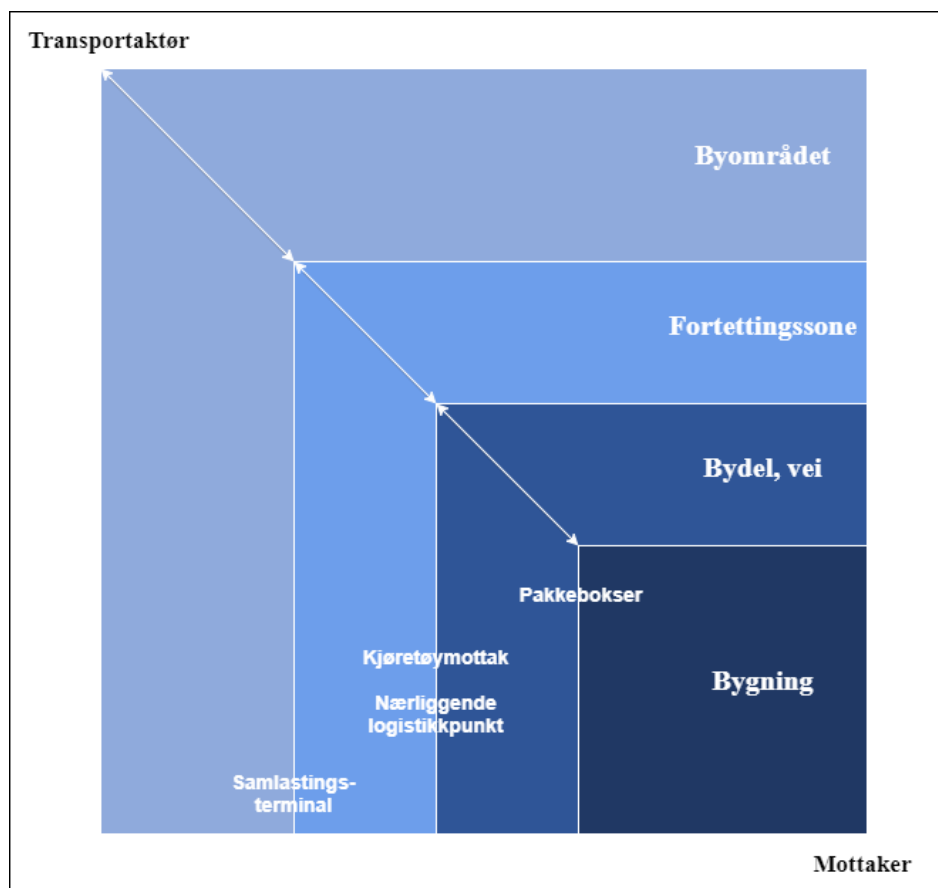 Transportaktør
Byområdet
Fortettingssone
Bydel, vei
Pakkebokser
Kjøretøymottak
Bygning
Nærliggende
logistikkpunkt
Samlastings-
terminal
Mottaker